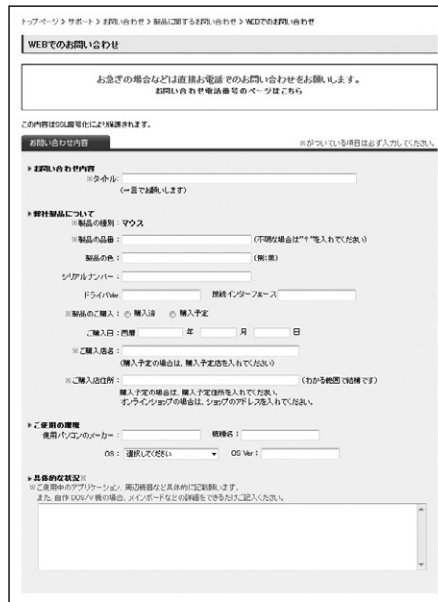 トップページ > サポート > お問い合わせ > 製品に関するお問い合わせ > WEBでのお問い合わせ
WEBでのお問い合わせ
お急ぎの場合などは直接お電話でのお問い合わせをお願いします。
お問い合わせ電話番号のページはこちら
この内容はSSL暗号化により保護されます。
お問い合わせ内容 ※がついている項目は必ず入力してください。
お問い合わせ内容
※タイトル：
(一言でお願いします)
弊社製品について
※製品の種別：マウス
※製品の品番： (不明な場合は"？"を入れてください)
製品の色： (例：黒)
シリアルナンバー：
ドライバVer. 接続インターフェース
※製品のご購入： 購入済 購入予定
ご購入日：西暦 年 月 日
※ご購入店名：
(購入予定の場合は、購入予定店を入れてください)
※ご購入店住所： (わかる範囲で結構です)
購入予定の場合は、購入予定住所を入れてください。
オンラインショップの場合は、ショップのアドレスを入れてください。
ご使用の環境
使用パソコンのメーカー： 機種名：
OS： 選択してください OS Ver：
具体的な状況※
※ご使用中のアプリケーション、周辺機器など具体的に記載願います。
また、自作DOS/V機の場合、メインボードなどの詳細をできるだけご記入ください。